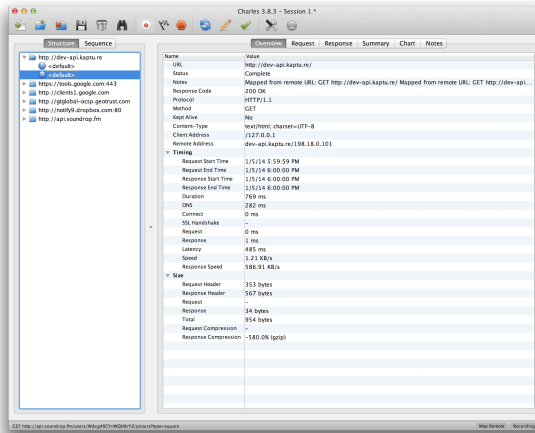 Charles 3.8.3 - Session 1 *
Structure Sequence
Overview Request Response Summary Chart Notes
http://dev-api.kaptu.re
<default>
<default>
https://tools.google.com:443
http://clients1.google.com
http://gtglobal-ocsp.geotrust.com
http://notify9.dropbox.com:80
http://api.soundrop.fm
Name Value
URL http://dev-api.kaptu.re/
Status Complete
Notes Mapped from remote URL: GET http://dev-api.kaptu.re/ Mapped from remote URL: GET http://dev-api....
Response Code 200 OK
Protocol HTTP/1.1
Method GET
Kept Alive No
Content-Type text/html; charset=UTF-8
Client Address /127.0.0.1
Remote Address dev-api.kaptu.re/198.18.0.101
Timing
Request Start Time 1/5/14 5:59:59 PM
Request End Time 1/5/14 6:00:00 PM
Response Start Time 1/5/14 6:00:00 PM
Response End Time 1/5/14 6:00:00 PM
Duration 769 ms
DNS 282 ms
Connect 0 ms
SSL Handshake -
Request 0 ms
Response 1 ms
Latency 485 ms
Speed 1.21 KB/s
Response Speed 586.91 KB/s
Size
Request Header 353 bytes
Response Header 567 bytes
Request -
Response 34 bytes
Total 954 bytes
Request Compression -
Response Compression -580.0% (gzip)
Map Remote Recording